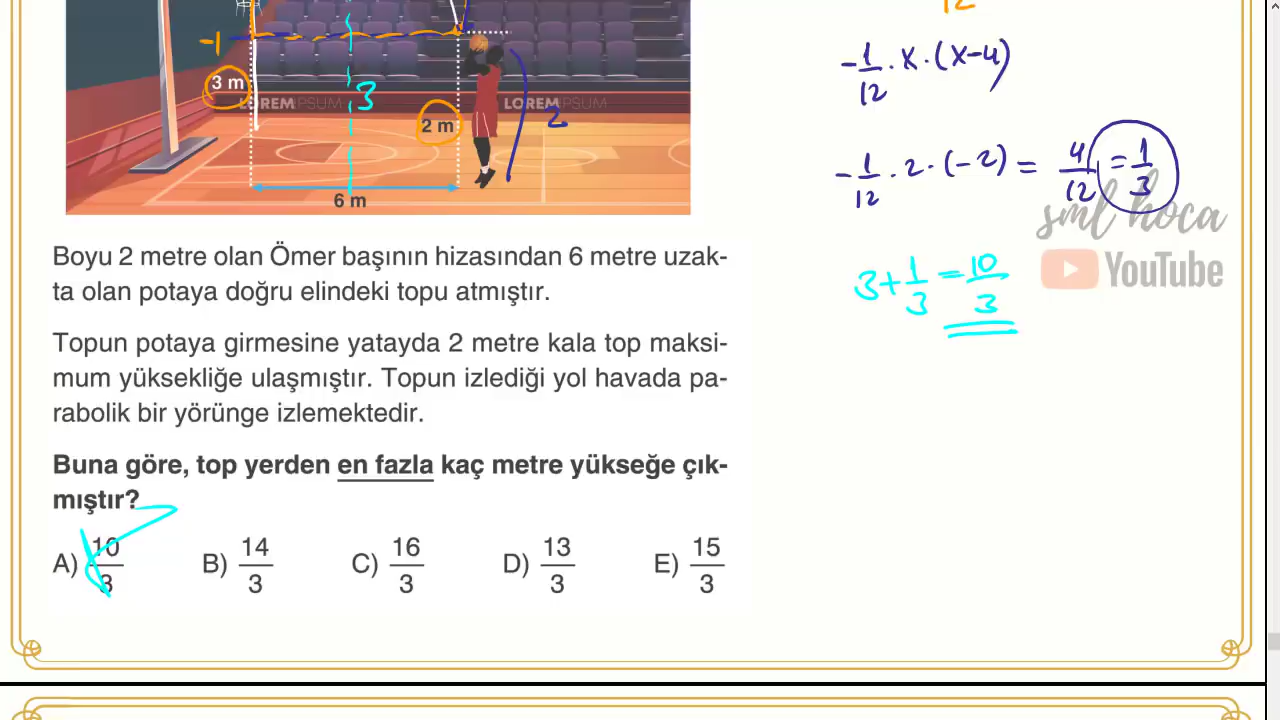 12
-1
-1/12 . x . (x-4)
3 m
LOREM IPSUM
3
2 m
LOREM IPSUM
2
6 m
-1/12 . 2 . (-2) = 4/12 = 1/3
sml hoca
YouTube
3 + 1/3 = 10/3
Boyu 2 metre olan Ömer başının hizasından 6 metre uzak-
ta olan potaya doğru elindeki topu atmıştır.
Topun potaya girmesine yatayda 2 metre kala top maksi-
mum yüksekliğe ulaşmıştır. Topun izlediği yol havada pa-
rabolik bir yörünge izlemektedir.
Buna göre, top yerden en fazla kaç metre yükseğe çık-
mıştır?
A) 10/3 B) 14/3 C) 16/3 D) 13/3 E) 15/3